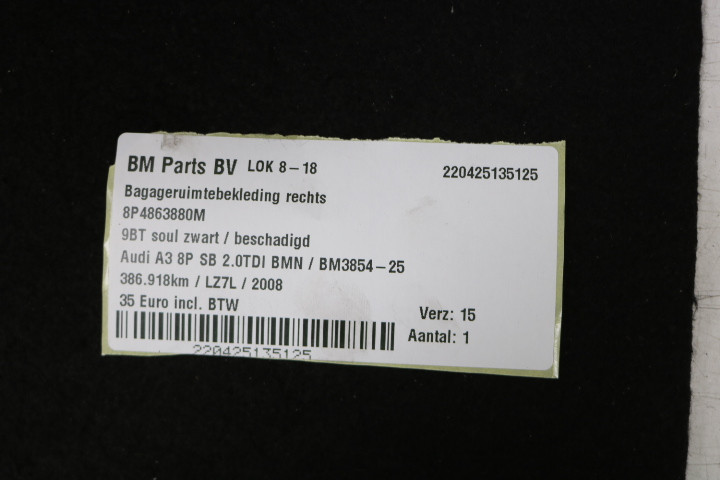 BM Parts BV LOK 8-18 220425135125
Bagageruimtebekleding rechts
8P4863880M
9BT soul zwart / beschadigd
Audi A3 8P SB 2.0TDI BMN / BM3854-25
386.918km / LZ7L / 2008
35 Euro incl. BTW
Verz: 15
Aantal: 1
220425135125